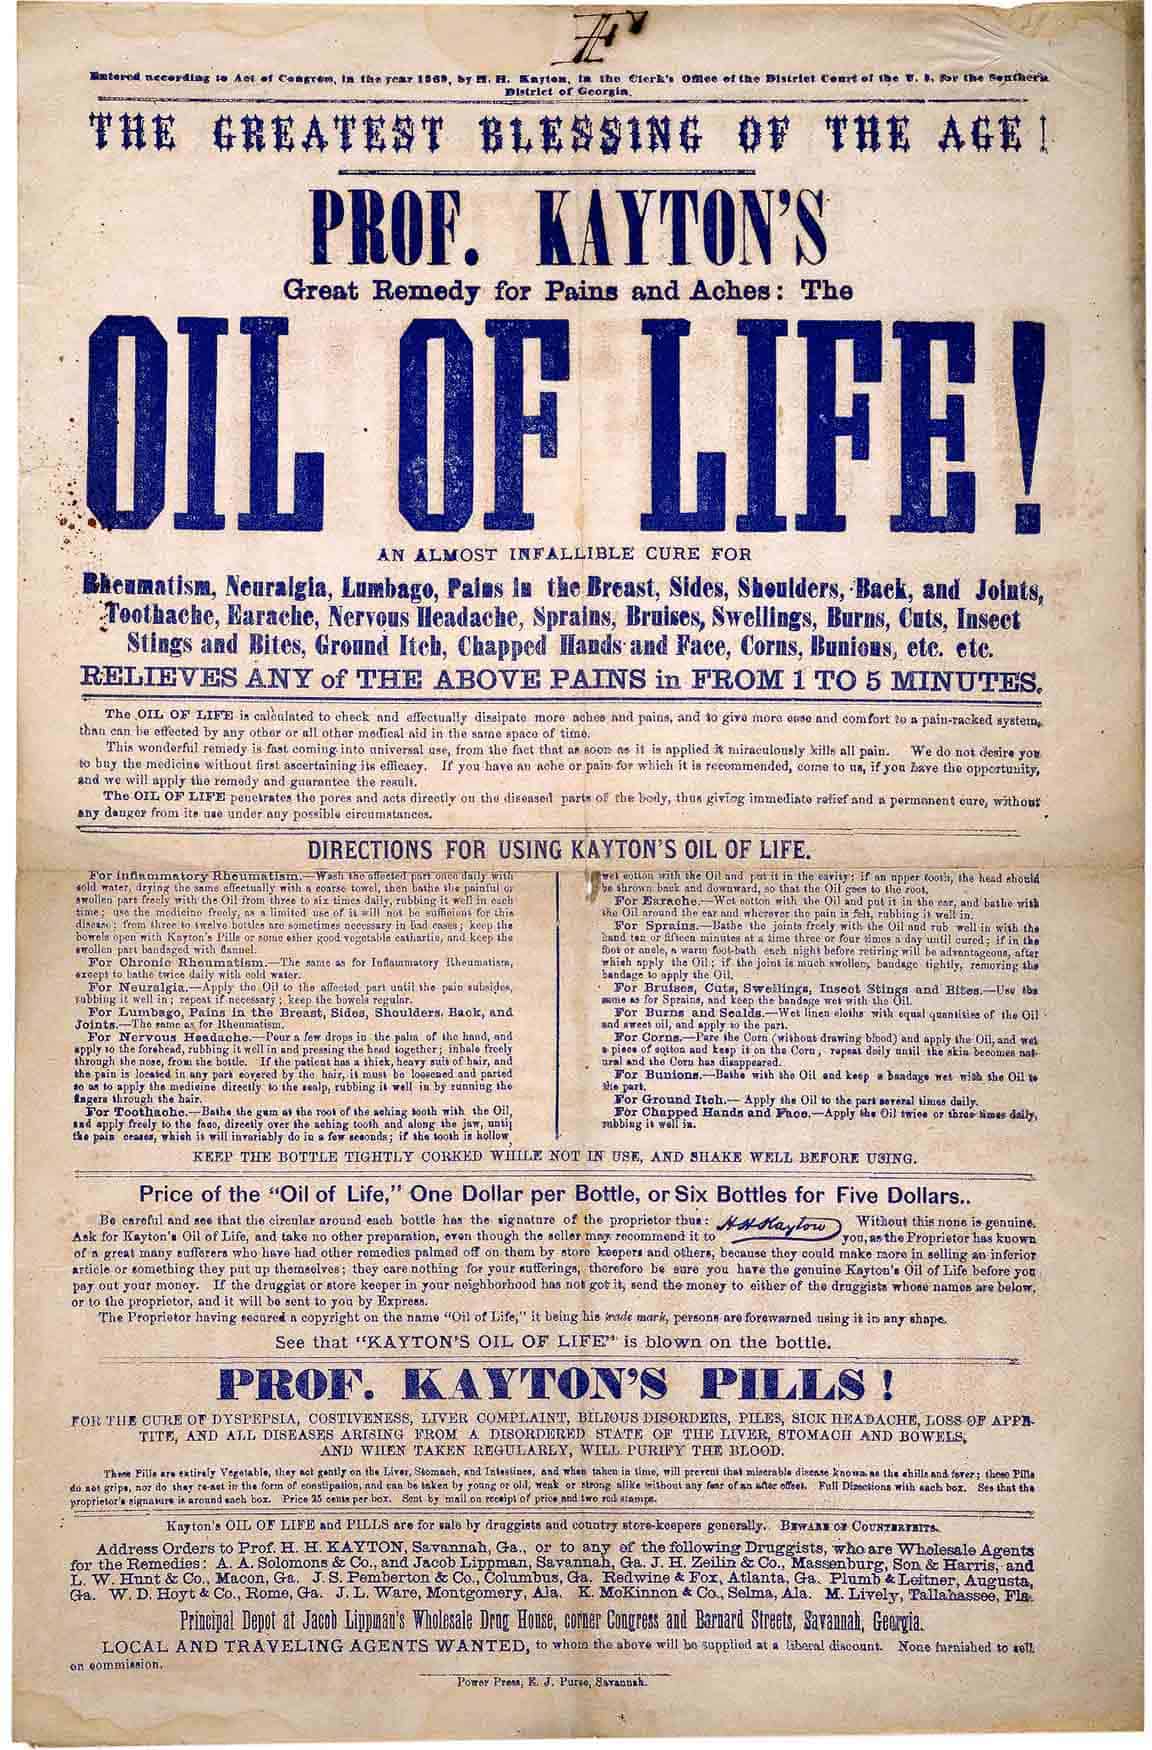 Entered according to Act of Congress, in the year 1869, by H. H. Kayton, in the Clerk's Office of the District Court of the U. S. for the Southern
District of Georgia.
THE GREATEST BLESSING OF THE AGE!
PROF. KAYTON'S
Great Remedy for Pains and Aches: The
OIL OF LIFE!
AN ALMOST INFALLIBLE CURE FOR
Rheumatism, Neuralgia, Lumbago, Pains in the Breast, Sides, Shoulders, Back, and Joints,
Toothache, Earache, Nervous Headache, Sprains, Bruises, Swellings, Burns, Cuts, Insect
Stings and Bites, Ground Itch, Chapped Hands and Face, Corns, Bunions, etc. etc.
RELIEVES ANY of THE ABOVE PAINS in FROM 1 TO 5 MINUTES.
The OIL OF LIFE is calculated to check and effectually dissipate more aches and pains, and to give more ease and comfort to a pain-racked system,
than can be effected by any other or all other medical aid in the same space of time.
This wonderful remedy is fast coming into universal use, from the fact that as soon as it is applied it miraculously kills all pain. We do not desire you
to buy the medicine without first ascertaining its efficacy. If you have an ache or pain for which it is recommended, come to us, if you have the opportunity,
and we will apply the remedy and guarantee the result.
The OIL OF LIFE penetrates the pores and acts directly on the diseased parts of the body, thus giving immediate relief and a permanent cure, without
any danger from its use under any possible circumstances.
DIRECTIONS FOR USING KAYTON'S OIL OF LIFE.
For Inflammatory Rheumatism.—Wash the affected part once daily with
cold water, drying the same effectually with a coarse towel, then bathe the painful or
swollen part freely with the Oil from three to six times daily, rubbing it well in each
time; use the medicine freely, as a limited use of it will not be sufficient for this
disease; from three to twelve bottles are sometimes necessary in bad cases; keep the
bowels open with Kayton's Pills or some other good vegetable cathartic, and keep the
swollen part bandaged with flannel.
For Chronic Rheumatism.—The same as for Inflammatory Rheumatism,
except to bathe twice daily with cold water.
For Neuralgia.—Apply the Oil to the affected part until the pain subsides,
rubbing it well in; repeat if necessary; keep the bowels regular.
For Lumbago, Pains in the Breast, Sides, Shoulders, Back, and
Joints.—The same as for Rheumatism.
For Nervous Headache.—Pour a few drops in the palm of the hand, and
apply to the forehead, rubbing it well in and pressing the head together; inhale freely
through the nose, from the bottle. If the patient has a thick, heavy suit of hair, and
the pain is located in any part covered by the hair, it must be loosened and parted
so as to apply the medicine directly to the scalp, rubbing it well in by running the
fingers through the hair.
For Toothache.—Bathe the gum at the root of the aching tooth with the Oil,
and apply freely to the face, directly over the aching tooth and along the jaw, until
the pain ceases, which it will invariably do in a few seconds; if the tooth is hollow,
wet cotton with the Oil and put it in the cavity; if an upper tooth, the head should
be thrown back and downward, so that the Oil goes to the root.
For Earache.—Wet cotton with the Oil and put it in the ear, and bathe with
the Oil around the ear and wherever the pain is felt, rubbing it well in.
For Sprains.—Bathe the joints freely with the Oil and rub well in with the
hand ten or fifteen minutes at a time three or four times a day until cured; if in the
foot or ancle, a warm foot-bath each night before retiring will be advantageous, after
which apply the Oil; if the joint is much swollen, bandage tightly, removing the
bandage to apply the Oil.
For Bruises, Cuts, Swellings, Insect Stings and Bites.—Use the
same as for Sprains, and keep the bandage wet with the Oil.
For Burns and Scalds.—Wet linen cloths with equal quantities of the Oil
and sweet oil, and apply to the part.
For Corns.—Pare the Corn (without drawing blood) and apply the Oil, and wet
a piece of cotton and keep it on the Corn, repeat daily until the skin becomes nat-
ural and the Corn has disappeared.
For Bunions.—Bathe with the Oil and keep a bandage wet with the Oil to
the part.
For Ground Itch.—Apply the Oil to the part several times daily.
For Chapped Hands and Face.—Apply the Oil twice or three times daily,
rubbing it well in.
KEEP THE BOTTLE TIGHTLY CORKED WHILE NOT IN USE, AND SHAKE WELL BEFORE USING.
Price of the "Oil of Life," One Dollar per Bottle, or Six Bottles for Five Dollars..
Be careful and see that the circular around each bottle has the signature of the proprietor thus: H H Kayton Without this none is genuine.
Ask for Kayton's Oil of Life, and take no other preparation, even though the seller may recommend it to you, as the Proprietor has known
of a great many sufferers who have had other remedies palmed off on them by store keepers and others, because they could make more in selling an inferior
article or something they put up themselves; they care nothing for your sufferings, therefore be sure you have the genuine Kayton's Oil of Life before you
pay out your money. If the druggist or store keeper in your neighborhood has not got it, send the money to either of the druggists whose names are below,
or to the proprietor, and it will be sent to you by Express.
The Proprietor having secured a copyright on the name "Oil of Life," it being his trade mark, persons are forewarned using it in any shape.
See that "KAYTON'S OIL OF LIFE" is blown on the bottle.
PROF. KAYTON'S PILLS!
FOR THE CURE OF DYSPEPSIA, COSTIVENESS, LIVER COMPLAINT, BILIOUS DISORDERS, PILES, SICK HEADACHE, LOSS OF APPE-
TITE, AND ALL DISEASES ARISING FROM A DISORDERED STATE OF THE LIVER, STOMACH AND BOWELS,
AND WHEN TAKEN REGULARLY, WILL PURIFY THE BLOOD.
These Pills are entirely Vegetable, they act gently on the Liver, Stomach, and Intestines, and when taken in time, will prevent that miserable disease known as the chills and fever; these Pills
do not gripe, nor do they re-act in the form of constipation, and can be taken by young or old, weak or strong alike without any fear of an after effect. Full Directions with each box. See that the
proprietor's signature is around each box. Price 25 cents per box. Sent by mail on receipt of price and two red stamps.
Kayton's OIL OF LIFE and PILLS are for sale by druggists and country store-keepers generally. BEWARE OF COUNTERFEITS.
Address Orders to Prof. H. H. KAYTON, Savannah, Ga., or to any of the following Druggists, who are Wholesale Agents
for the Remedies: A. A. Solomons & Co., and Jacob Lippman, Savannah, Ga. J. H. Zeilin & Co., Massenburg, Son & Harris, and
L. W. Hunt & Co., Macon, Ga. J. S. Pemberton & Co., Columbus, Ga. Redwine & Fox, Atlanta, Ga. Plumb & Leitner, Augusta,
Ga. W. D. Hoyt & Co., Rome, Ga. J. L. Ware, Montgomery, Ala. K. McKinnon & Co., Selma, Ala. M. Lively, Tallahassee, Fla.
Principal Depot at Jacob Lippman's Wholesale Drug House, corner Congress and Barnard Streets, Savannah, Georgia.
LOCAL AND TRAVELING AGENTS WANTED, to whom the above will be supplied at a liberal discount. None furnished to sell
on commission.
Power Press, E. J. Purse, Savannah.